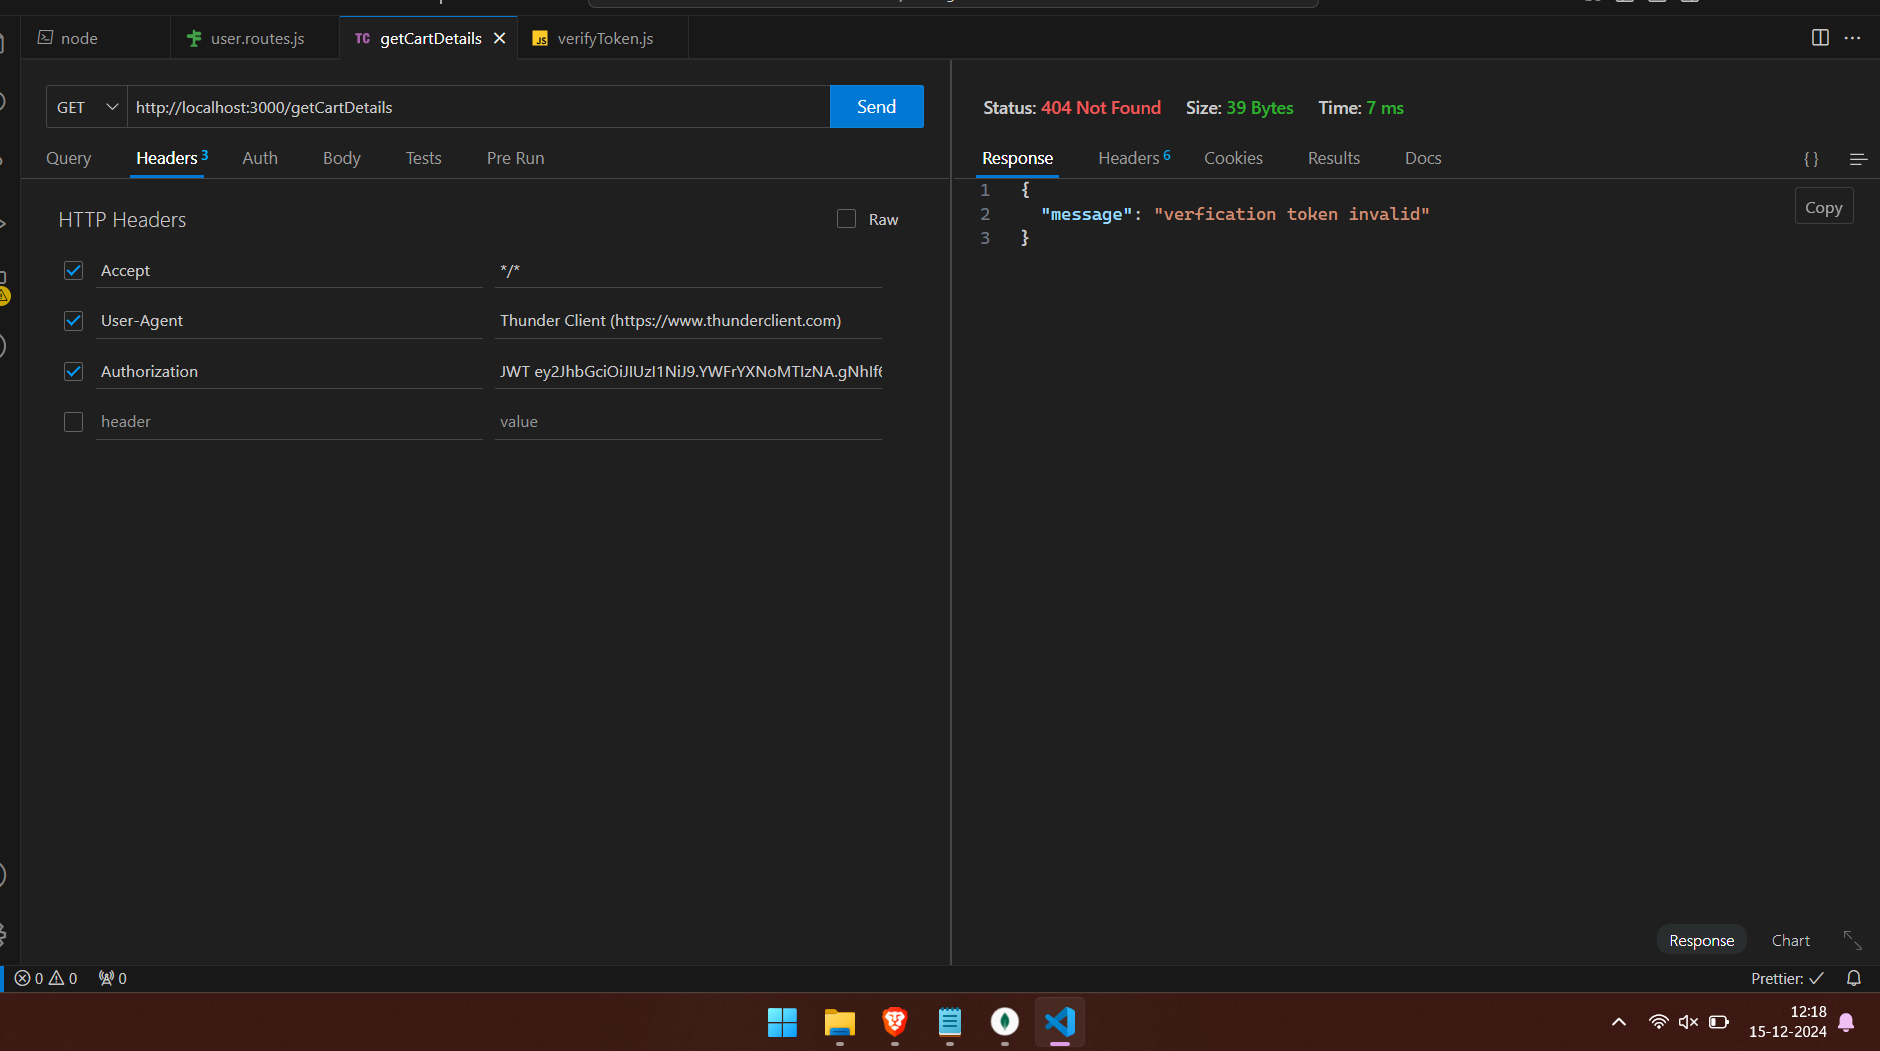 node
user.routes.js
TC getCartDetails
JS verifyToken.js
GET http://localhost:3000/getCartDetails Send
Query Headers 3 Auth Body Tests Pre Run
HTTP Headers
Raw
Accept */*
User-Agent Thunder Client (https://www.thunderclient.com)
Authorization JWT ey2JhbGciOiJIUzI1NiJ9.YWFrYXNoMTIzNA.gNhIf6
header value
Status: 404 Not Found Size: 39 Bytes Time: 7 ms
Response Headers 6 Cookies Results Docs
{ }
1 {
2 "message": "verfication token invalid"
3 }
Copy
Response Chart
0 0 0
Prettier:
12:18
15-12-2024